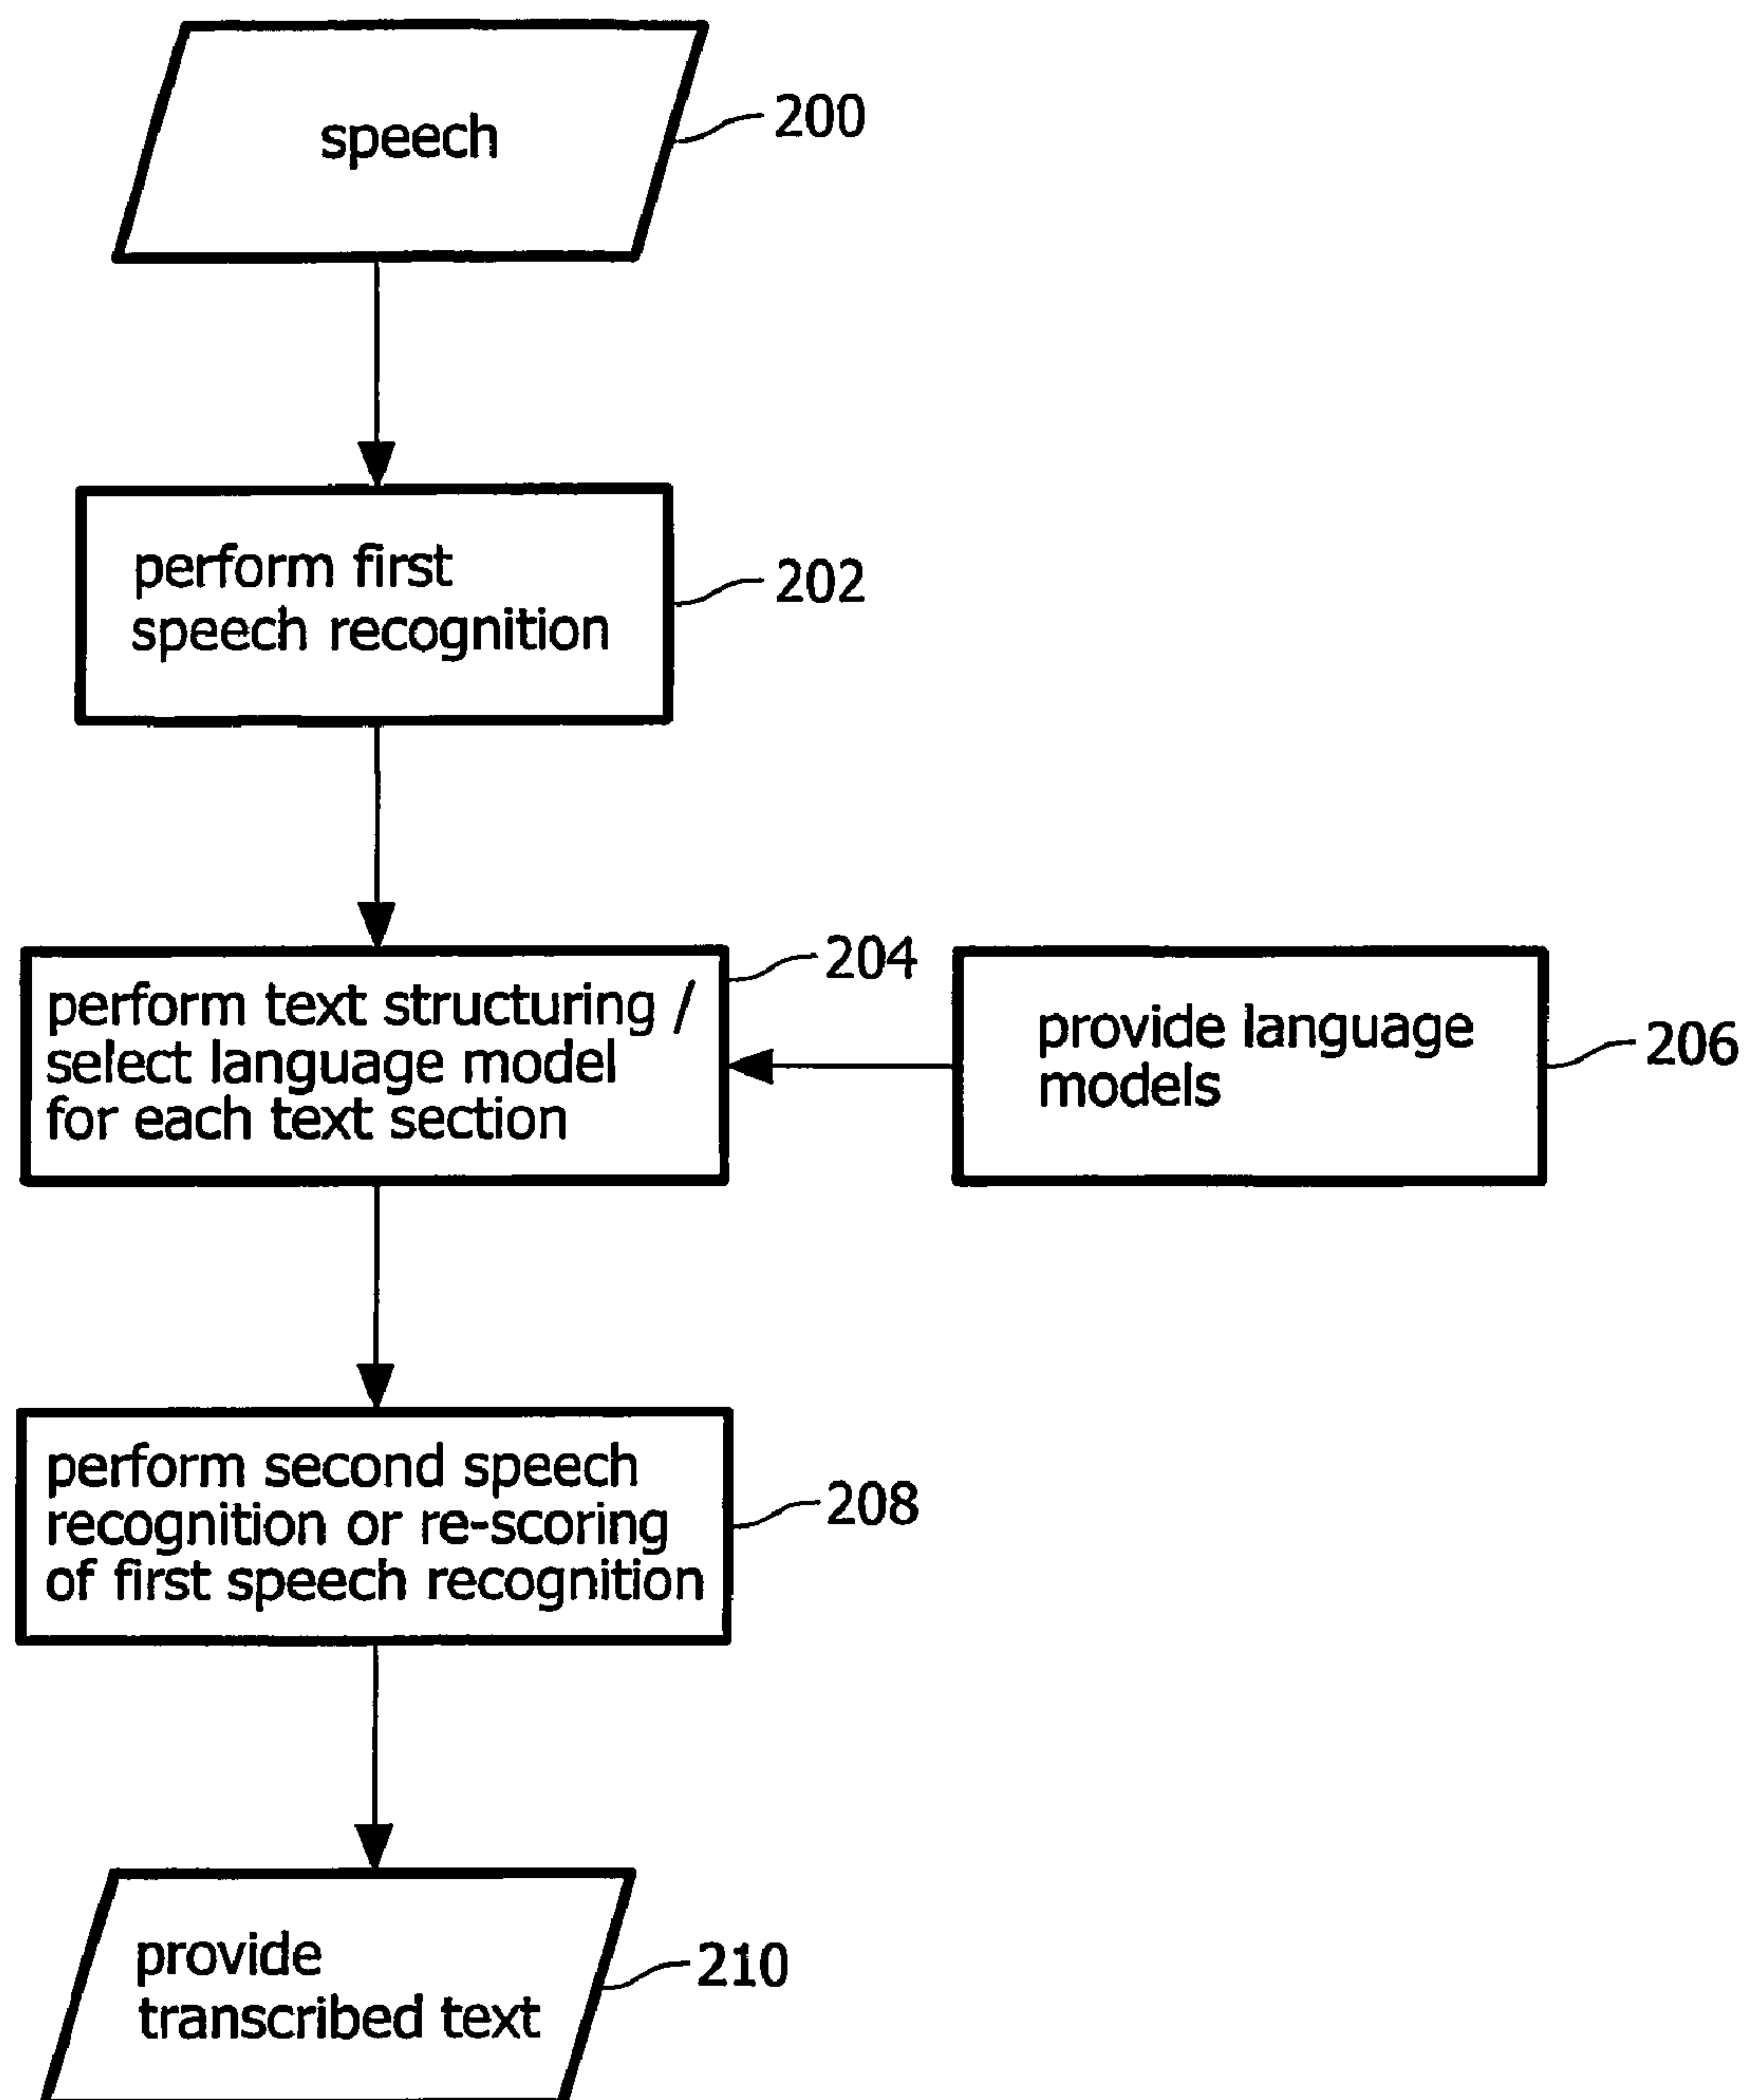 speech
200
perform first
speech recognition
202
perform text structuring /
select language model
for each text section
204
provide language
models
206
perform second speech
recognition or re-scoring
of first speech recognition
208
provide
transcribed text
210